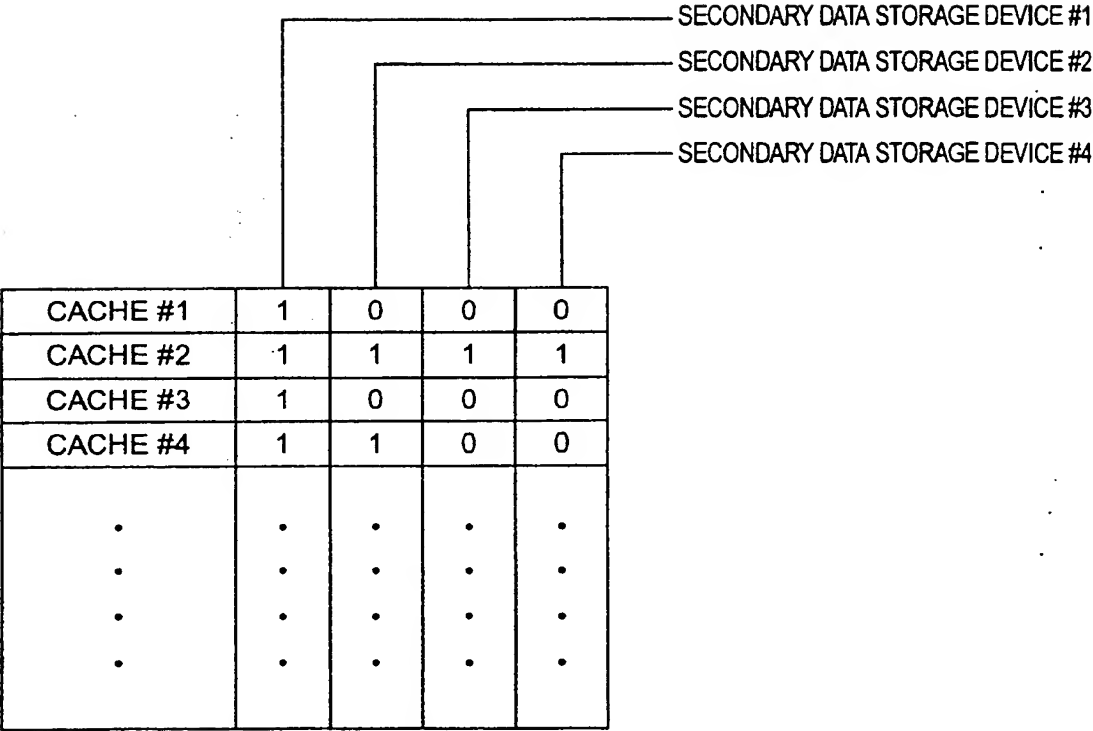 SECONDARY DATA STORAGE DEVICE #1
SECONDARY DATA STORAGE DEVICE #2
SECONDARY DATA STORAGE DEVICE #3
SECONDARY DATA STORAGE DEVICE #4
CACHE #1 1 0 0 0
CACHE #2 1 1 1 1
CACHE #3 1 0 0 0
CACHE #4 1 1 0 0